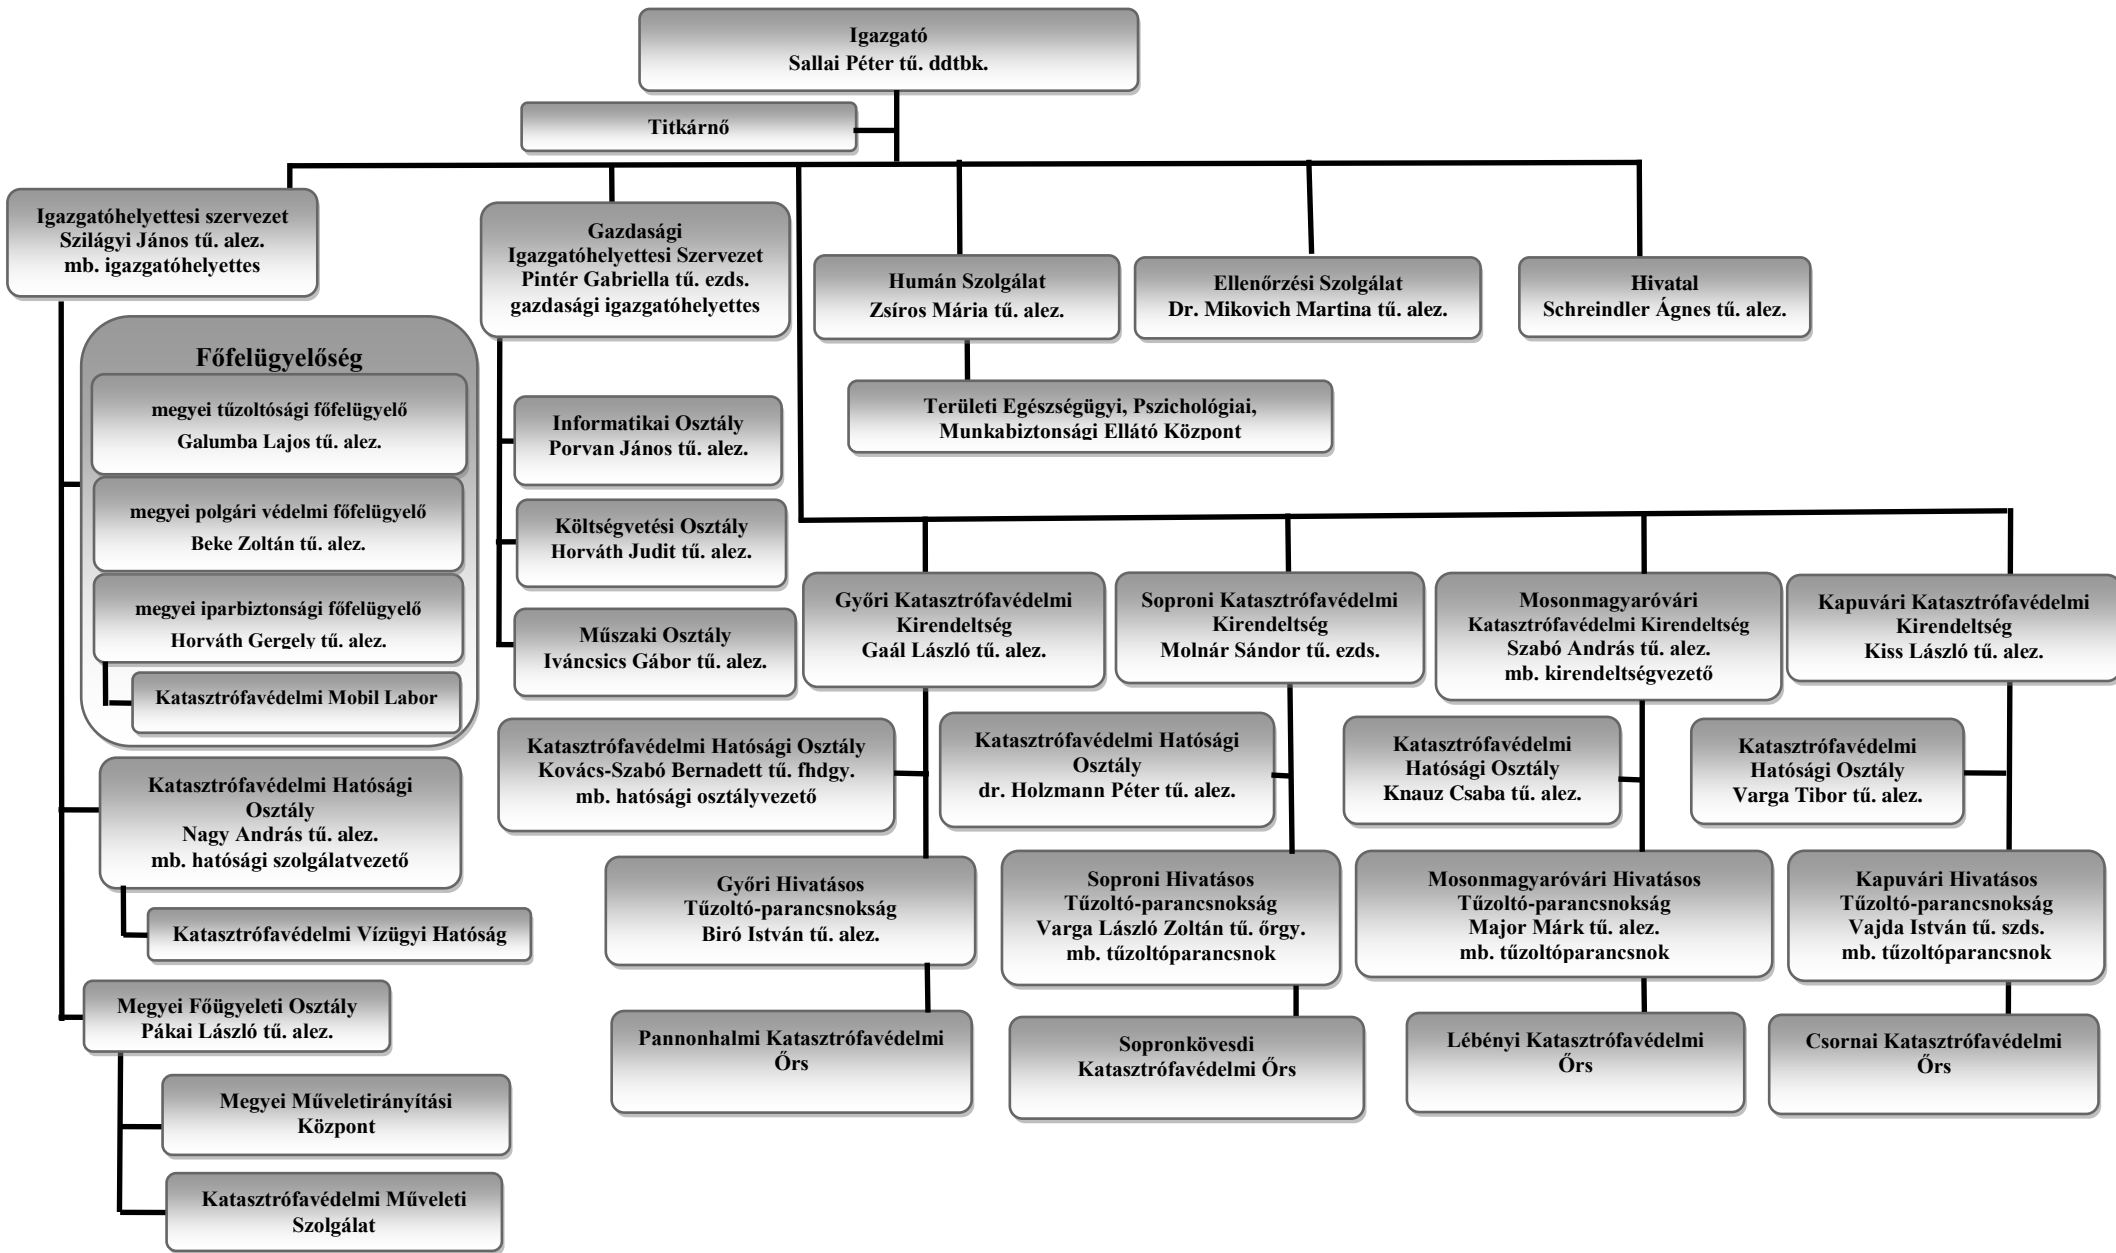 Igazgató
Sallai Péter tű. ddtbk.
Titkárnő
Igazgatóhelyettesi szervezet
Szilágyi János tű. alez.
mb. igazgatóhelyettes
Főfelügyelőség
megyei tűzoltósági főfelügyelő
Galumba Lajos tű. alez.
megyei polgári védelmi főfelügyelő
Beke Zoltán tű. alez.
megyei iparbiztonsági főfelügyelő
Horváth Gergely tű. alez.
Katasztrófavédelmi Mobil Labor
Katasztrófavédelmi Hatósági
Osztály
Nagy András tű. alez.
mb. hatósági szolgálatvezető
Katasztrófavédelmi Vízügyi Hatóság
Megyei Főügyeleti Osztály
Pákai László tű. alez.
Megyei Műveletirányítási
Központ
Katasztrófavédelmi Műveleti
Szolgálat
Gazdasági
Igazgatóhelyettesi Szervezet
Pintér Gabriella tű. ezds.
gazdasági igazgatóhelyettes
Informatikai Osztály
Porvan János tű. alez.
Költségvetési Osztály
Horváth Judit tű. alez.
Műszaki Osztály
Iváncsics Gábor tű. alez.
Humán Szolgálat
Zsíros Mária tű. alez.
Területi Egészségügyi, Pszichológiai,
Munkabiztonsági Ellátó Központ
Ellenőrzési Szolgálat
Dr. Mikovich Martina tű. alez.
Hivatal
Schreindler Ágnes tű. alez.
Győri Katasztrófavédelmi
Kirendeltség
Gaál László tű. alez.
Katasztrófavédelmi Hatósági Osztály
Kovács-Szabó Bernadett tű. fhdgy.
mb. hatósági osztályvezető
Győri Hivatásos
Tűzoltó-parancsnokság
Biró István tű. alez.
Pannonhalmi Katasztrófavédelmi
Őrs
Soproni Katasztrófavédelmi
Kirendeltség
Molnár Sándor tű. ezds.
Katasztrófavédelmi Hatósági
Osztály
dr. Holzmann Péter tű. alez.
Soproni Hivatásos
Tűzoltó-parancsnokság
Varga László Zoltán tű. őrgy.
mb. tűzoltóparancsnok
Sopronkövesdi
Katasztrófavédelmi Őrs
Mosonmagyaróvári
Katasztrófavédelmi Kirendeltség
Szabó András tű. alez.
mb. kirendeltségvezető
Katasztrófavédelmi
Hatósági Osztály
Knauz Csaba tű. alez.
Mosonmagyaróvári Hivatásos
Tűzoltó-parancsnokság
Major Márk tű. alez.
mb. tűzoltóparancsnok
Lébényi Katasztrófavédelmi
Őrs
Kapuvári Katasztrófavédelmi
Kirendeltség
Kiss László tű. alez.
Katasztrófavédelmi
Hatósági Osztály
Varga Tibor tű. alez.
Kapuvári Hivatásos
Tűzoltó-parancsnokság
Vajda István tű. szds.
mb. tűzoltóparancsnok
Csornai Katasztrófavédelmi
Őrs